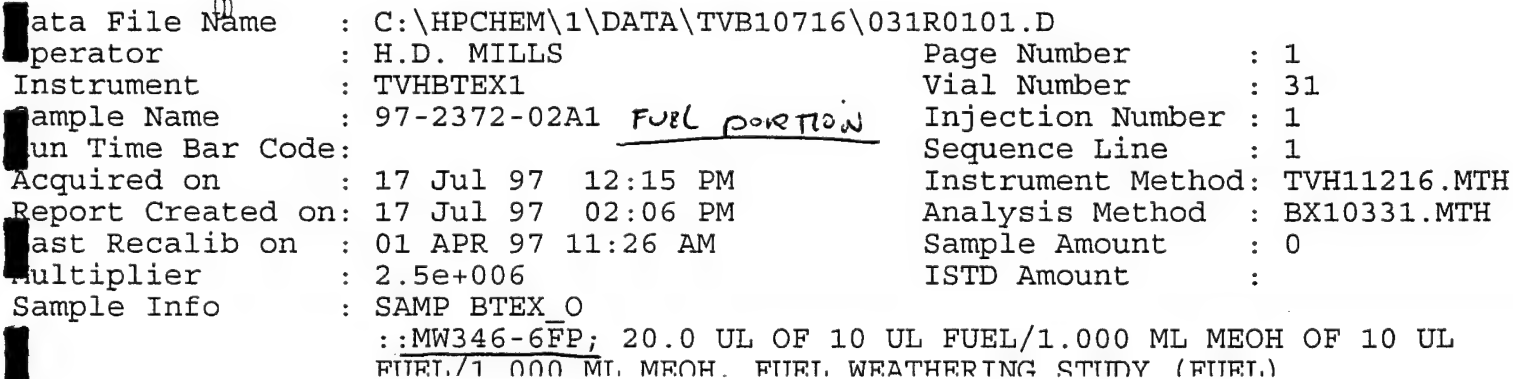 ata File Name : C:\HPCHEM\1\DATA\TVB10716\031R0101.D
perator : H.D. MILLS Page Number : 1
Instrument : TVHBTEX1 Vial Number : 31
ample Name : 97-2372-02A1 FUEL PORTION Injection Number : 1
un Time Bar Code: Sequence Line : 1
Acquired on : 17 Jul 97 12:15 PM Instrument Method: TVH11216.MTH
Report Created on: 17 Jul 97 02:06 PM Analysis Method : BX10331.MTH
ast Recalib on : 01 APR 97 11:26 AM Sample Amount : 0
Multiplier : 2.5e+006 ISTD Amount :
Sample Info : SAMP BTEX_O
::MW346-6FP; 20.0 UL OF 10 UL FUEL/1.000 ML MEOH OF 10 UL
FUEL/1.000 ML MEOH. FUEL WEATHERING STUDY (FUEL)